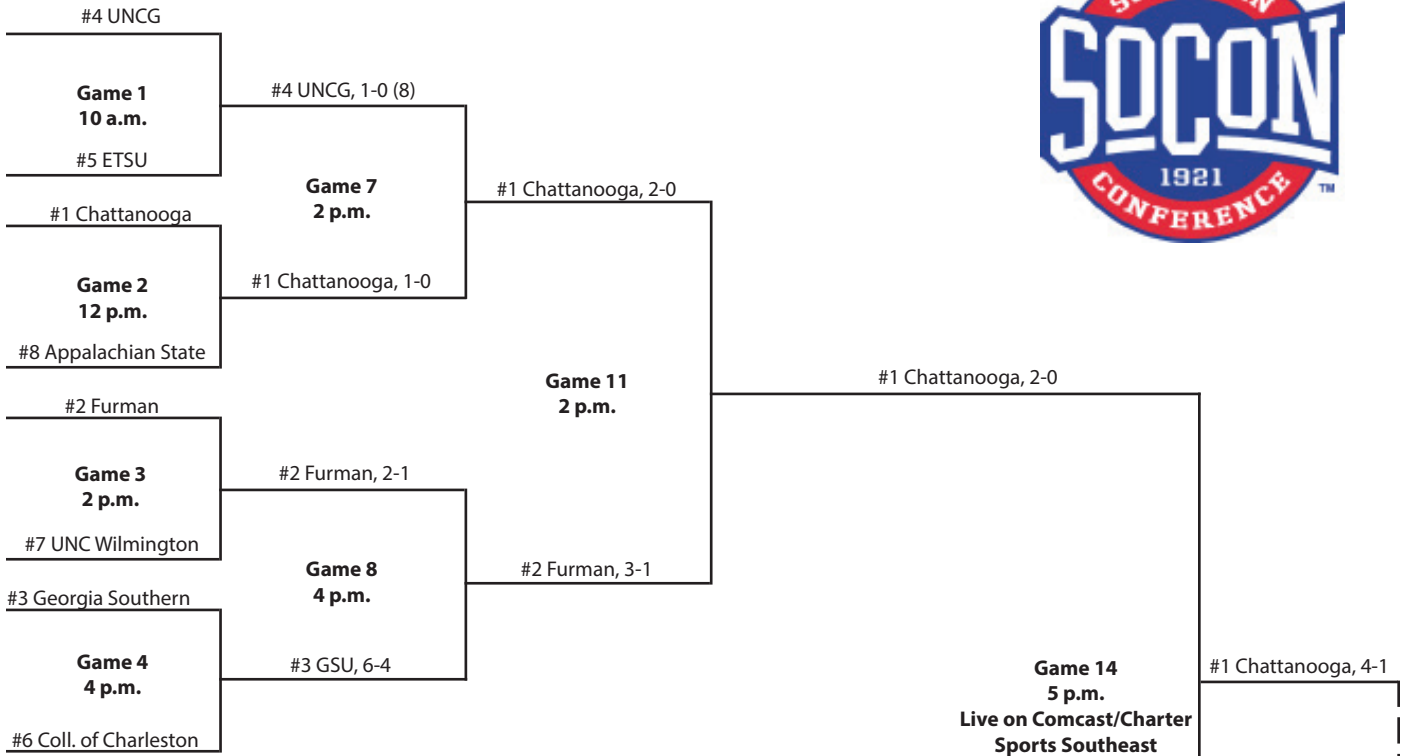 #4 UNCG
Game 1
10 a.m.
#5 ETSU
#4 UNCG, 1-0 (8)
#1 Chattanooga
Game 2
12 p.m.
#8 Appalachian State
Game 7
2 p.m.
#1 Chattanooga, 1-0
#1 Chattanooga, 2-0
#2 Furman
Game 3
2 p.m.
#7 UNC Wilmington
#2 Furman, 2-1
#3 Georgia Southern
Game 4
4 p.m.
#6 Coll. of Charleston
Game 8
4 p.m.
#3 GSU, 6-4
#2 Furman, 3-1
Game 11
2 p.m.
#1 Chattanooga, 2-0
Game 14
5 p.m.
Live on Comcast/Charter
Sports Southeast
#1 Chattanooga, 4-1
SOCON
1921
CONFERENCE
TM